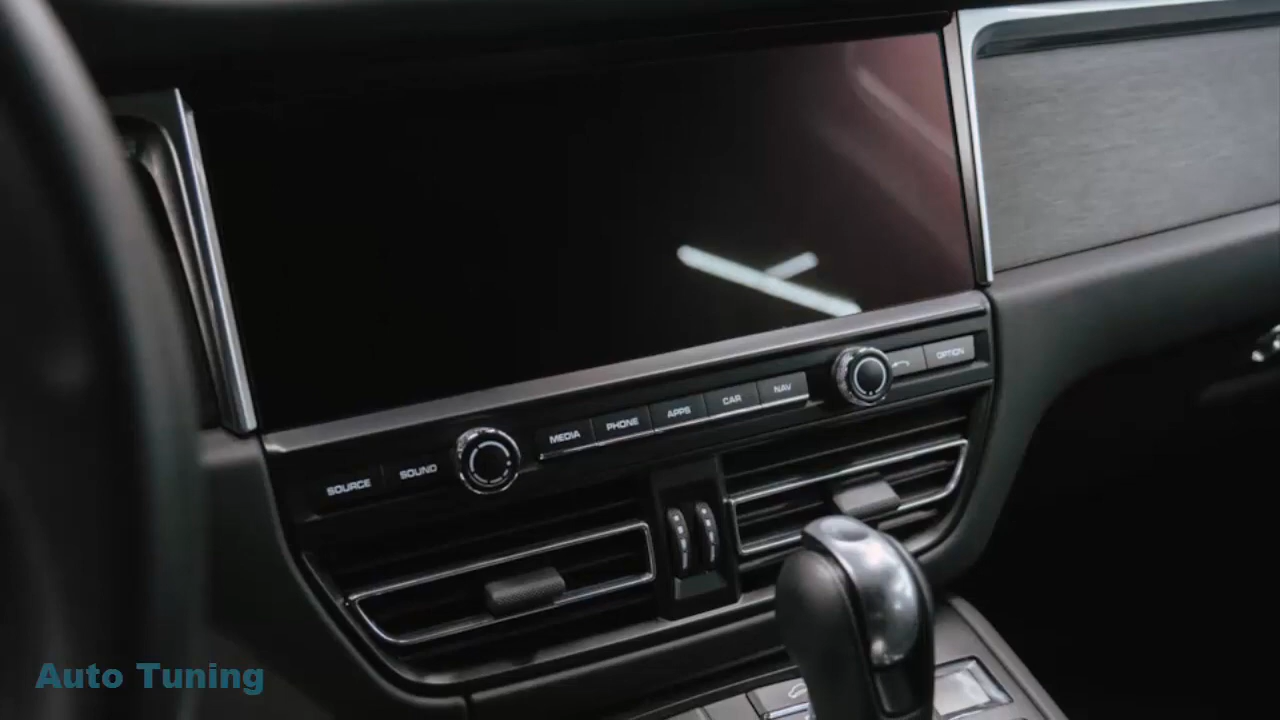 SOURCE
SOUND
MEDIA
PHONE
APPS
CAR
NAV
OPTION
Auto Tuning